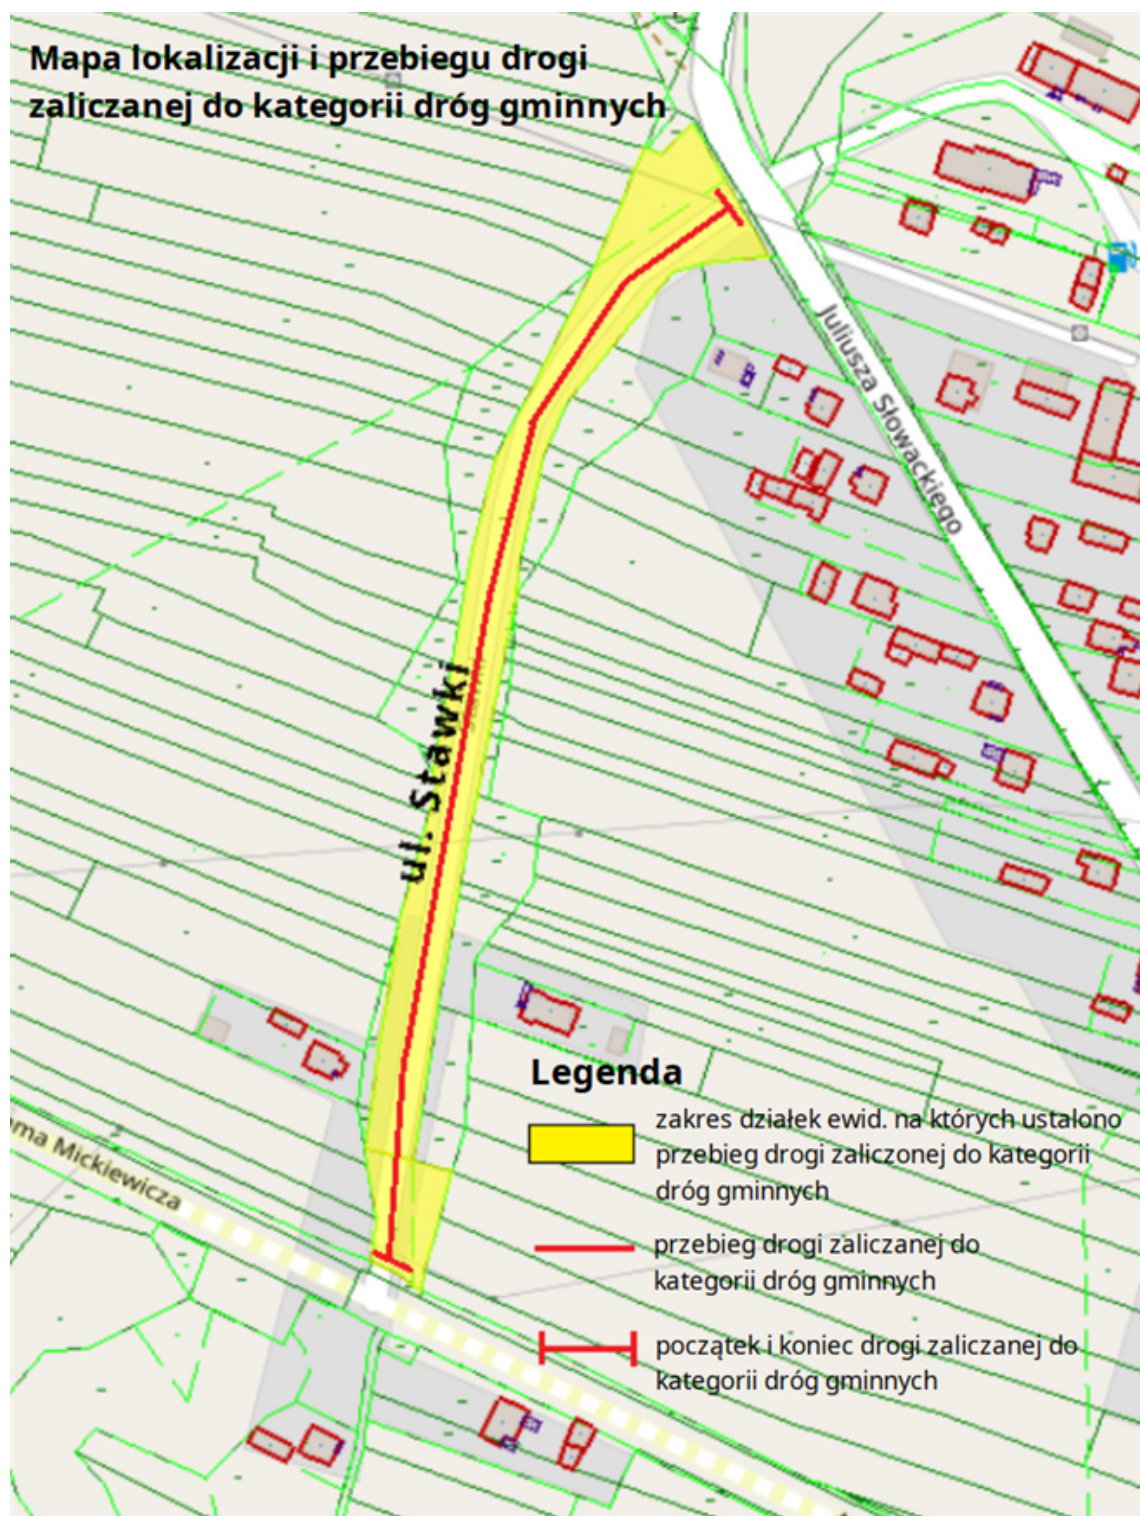 Mapa lokalizacji i przebiegu drogi
zaliczanej do kategorii dróg gminnych
Juliusza Słowackiego
ul. Stawki
Mickiewicza
Legenda
zakres działek ewid. na których ustalono
przebieg drogi zaliczonej do kategorii
dróg gminnych
przebieg drogi zaliczanej do
kategorii dróg gminnych
początek i koniec drogi zaliczanej do
kategorii dróg gminnych